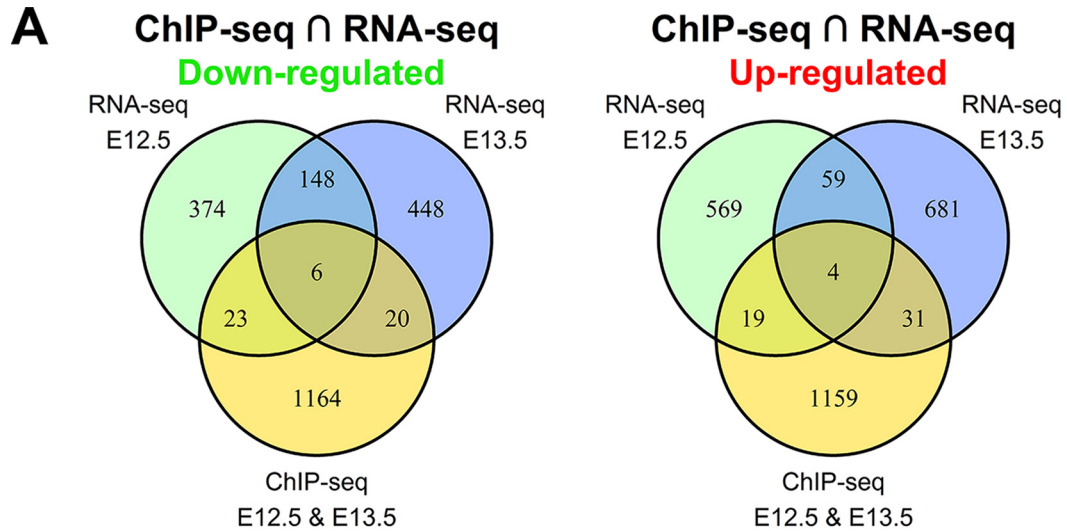 A
ChIP-seq ∩ RNA-seq
Down-regulated
RNA-seq
E12.5
RNA-seq
E13.5
374
148
448
6
23
20
1164
ChIP-seq
E12.5 & E13.5
ChIP-seq ∩ RNA-seq
Up-regulated
RNA-seq
E12.5
RNA-seq
E13.5
569
59
681
4
19
31
1159
ChIP-seq
E12.5 & E13.5